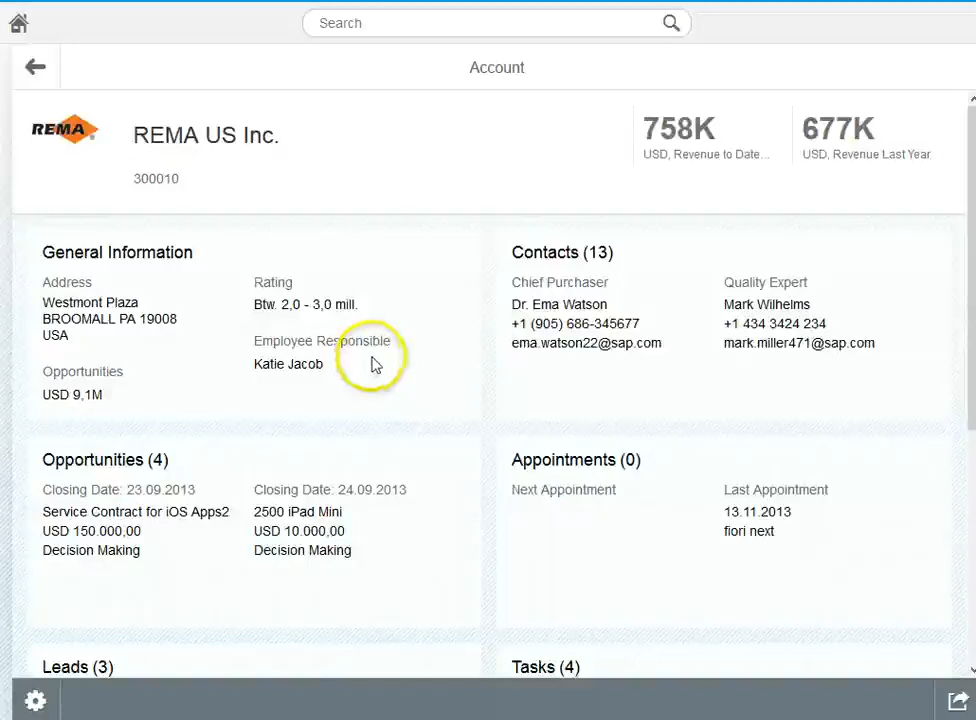 Search
Account
REMA
REMA US Inc.
300010
758K
USD, Revenue to Date...
677K
USD, Revenue Last Year
General Information
Address
Westmont Plaza
BROOMALL PA 19008
USA
Opportunities
USD 9,1M
Rating
Btw. 2,0 - 3,0 mill.
Employee Responsible
Katie Jacob
Contacts (13)
Chief Purchaser
Dr. Ema Watson
+1 (905) 686-345677
ema.watson22@sap.com
Quality Expert
Mark Wilhelms
+1 434 3424 234
mark.miller471@sap.com
Opportunities (4)
Closing Date: 23.09.2013
Service Contract for iOS Apps2
USD 150.000,00
Decision Making
Closing Date: 24.09.2013
2500 iPad Mini
USD 10.000,00
Decision Making
Appointments (0)
Next Appointment
Last Appointment
13.11.2013
fiori next
Leads (3)
Tasks (4)